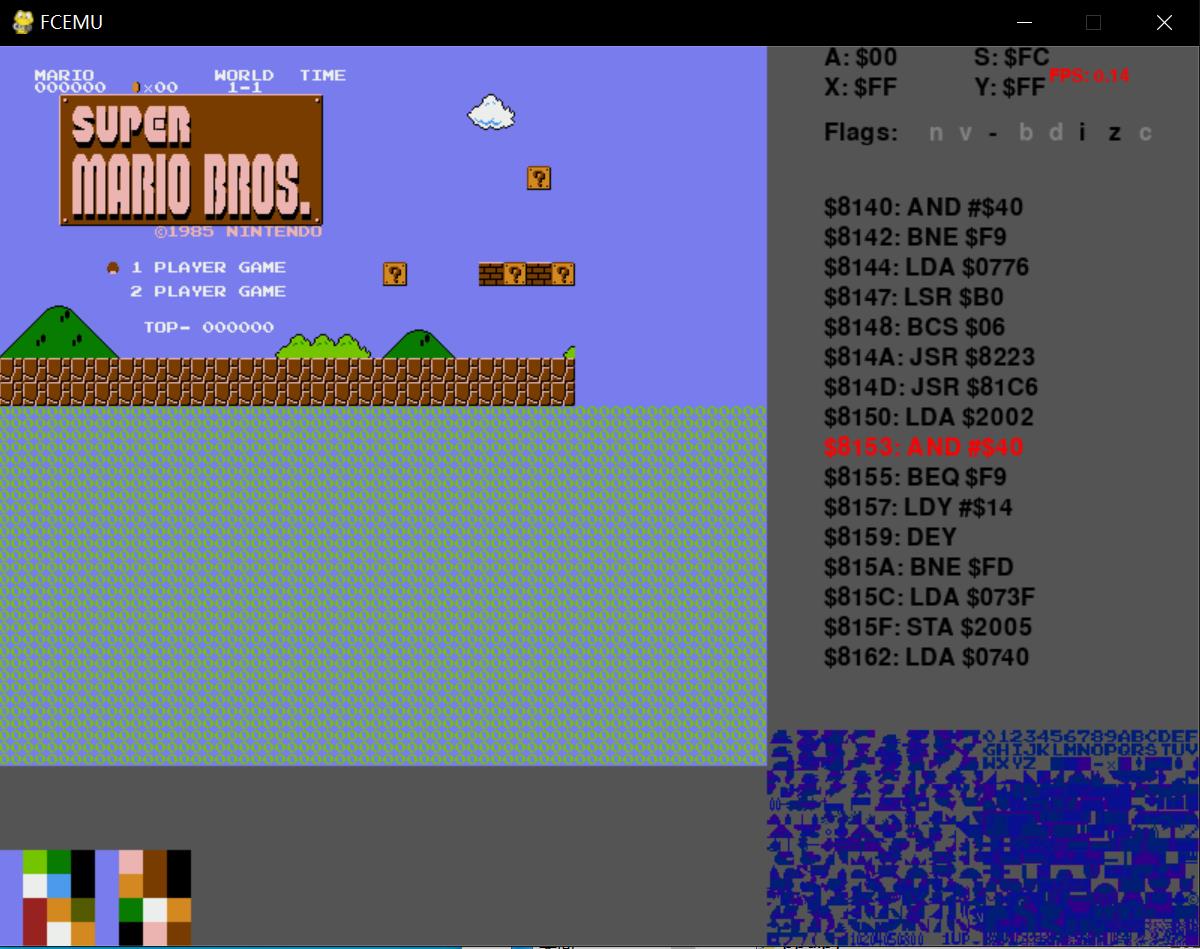 FCEMU
MARIO WORLD TIME
000000 ×00 1-1
SUPER
MARIO BROS.
©1985 NINTENDO
1 PLAYER GAME
2 PLAYER GAME
TOP- 000000
?
?
? ?
A: $00 S: $FC
FPS: 0.14
X: $FF Y: $FF
Flags: n v - b d i z c
$8140: AND #$40
$8142: BNE $F9
$8144: LDA $0776
$8147: LSR $B0
$8148: BCS $06
$814A: JSR $8223
$814D: JSR $81C6
$8150: LDA $2002
$8153: AND #$40
$8155: BEQ $F9
$8157: LDY #$14
$8159: DEY
$815A: BNE $FD
$815C: LDA $073F
$815F: STA $2005
$8162: LDA $0740
0123456789ABCDEF
GHIJKLMNOPQRSTUV
WXYZ
1UP